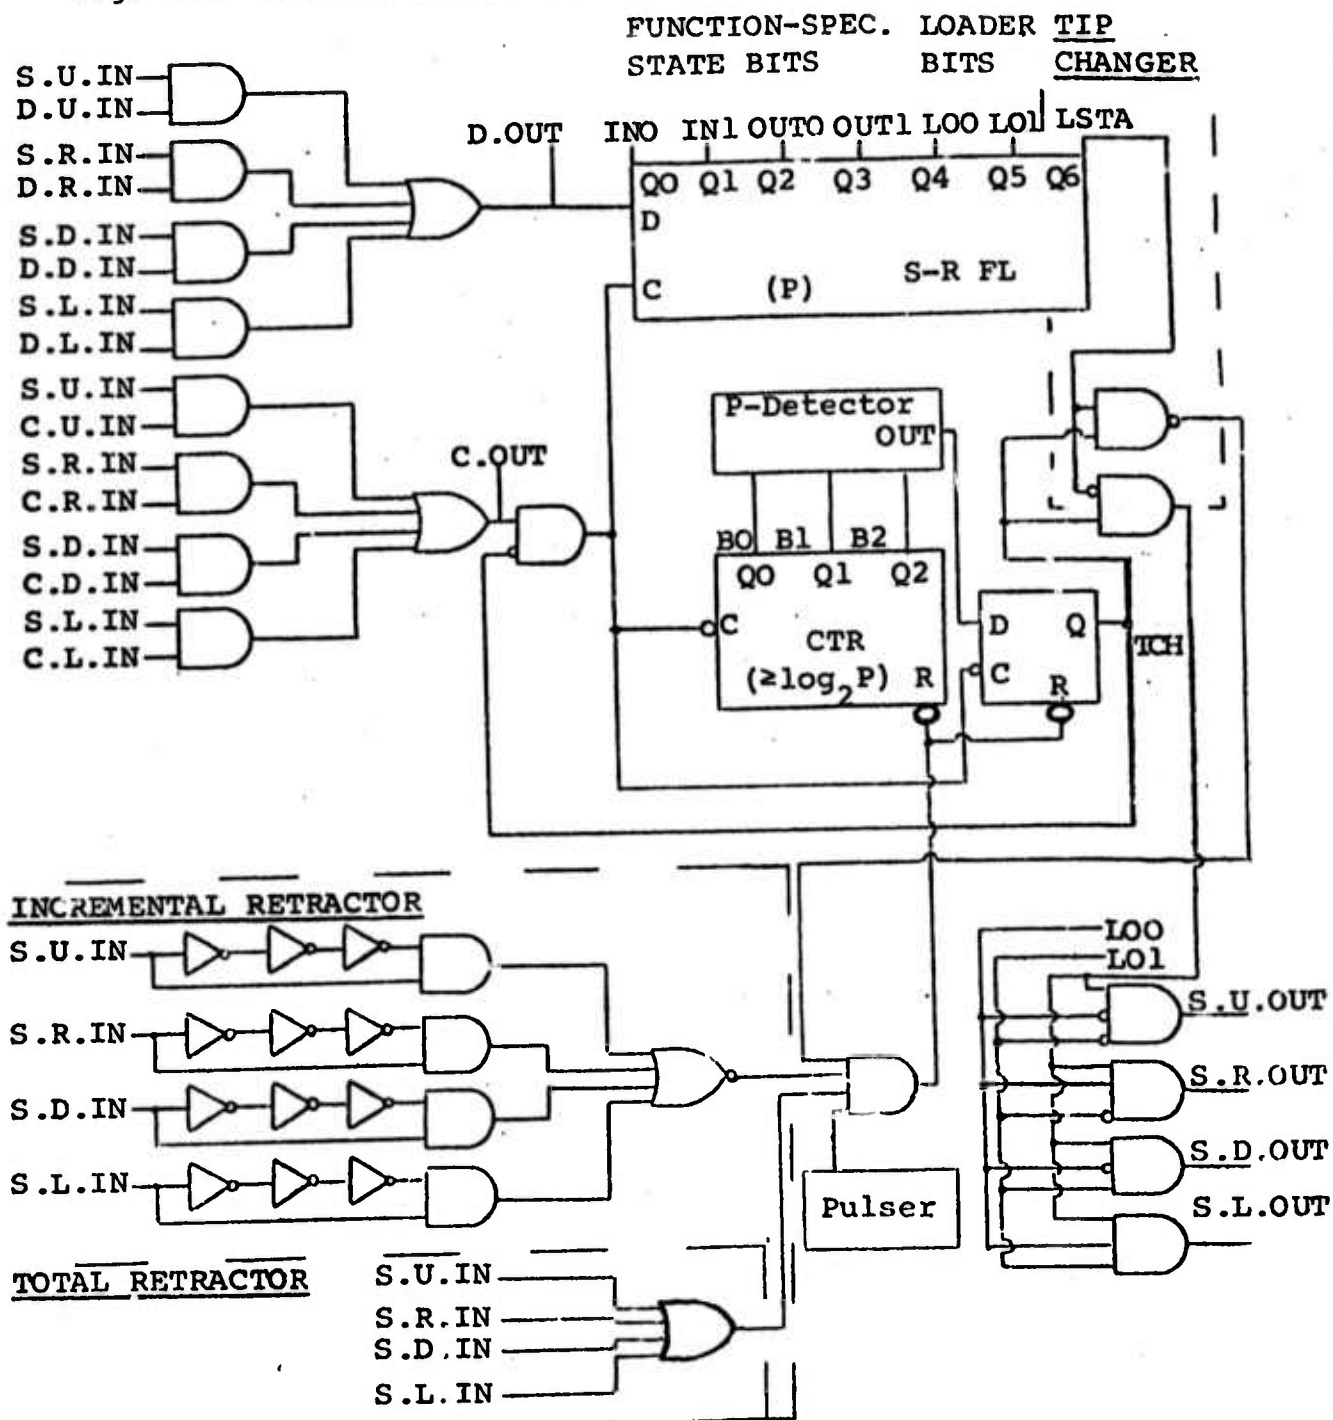 FUNCTION-SPEC. LOADER TIP
STATE BITS BITS CHANGER
S.U.IN
D.U.IN
D.OUT IN0 IN1 OUT0 OUT1 LO0 LO1 LSTA
S.R.IN
D.R.IN
Q0 Q1 Q2 Q3 Q4 Q5 Q6
D
S.D.IN
D.D.IN
S-R FL
C (P)
S.L.IN
D.L.IN
S.U.IN
C.U.IN
P-Detector
OUT
S.R.IN
C.R.IN
C.OUT
S.D.IN
C.D.IN
B0 B1 B2
Q0 Q1 Q2
S.L.IN
C.L.IN
C CTR
(≥log2P) R
D Q
C
R
TCH
INCREMENTAL RETRACTOR
S.U.IN
LO0
LO1
S.U.OUT
S.R.IN
S.R.OUT
S.D.IN
S.D.OUT
S.L.IN
S.L.OUT
Pulser
TOTAL RETRACTOR
S.U.IN
S.R.IN
S.D.IN
S.L.IN